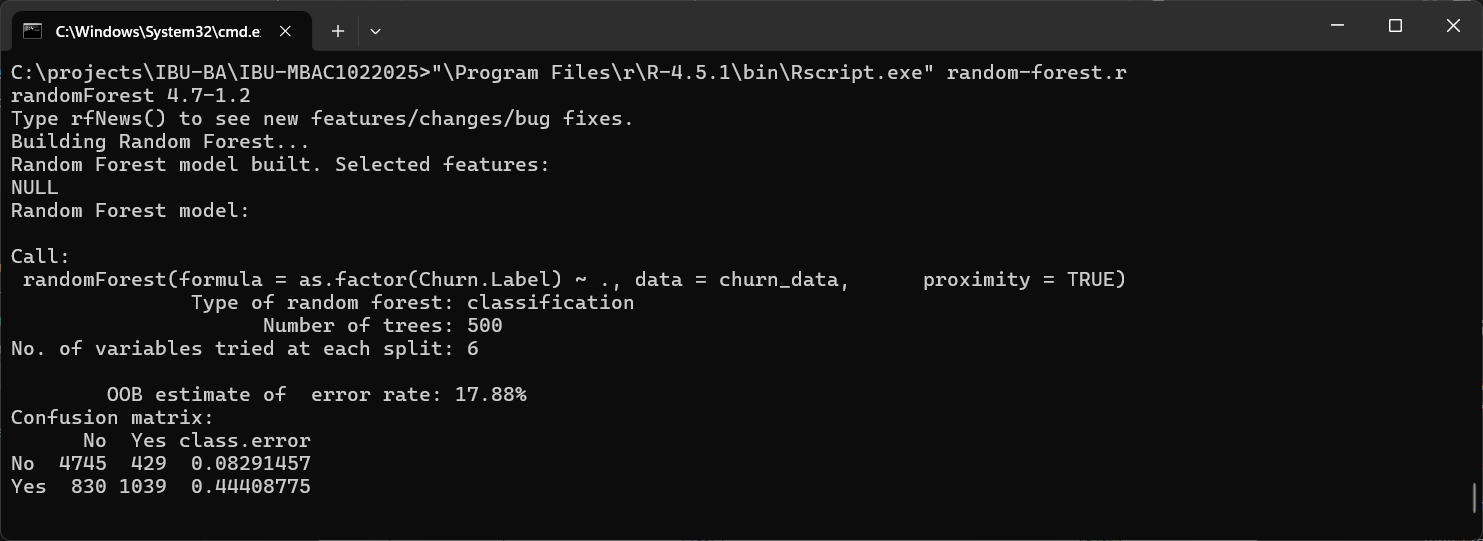 C:\Windows\System32\cmd.e
C:\projects\IBU-BA\IBU-MBAC1022025>"\Program Files\r\R-4.5.1\bin\Rscript.exe" random-forest.r
randomForest 4.7-1.2
Type rfNews() to see new features/changes/bug fixes.
Building Random Forest...
Random Forest model built. Selected features:
NULL
Random Forest model:
Call:
randomForest(formula = as.factor(Churn.Label) ~ ., data = churn_data,      proximity = TRUE)
Type of random forest: classification
Number of trees: 500
No. of variables tried at each split: 6
OOB estimate of  error rate: 17.88%
Confusion matrix:
No  Yes class.error
No  4745  429  0.08291457
Yes  830 1039  0.44408775